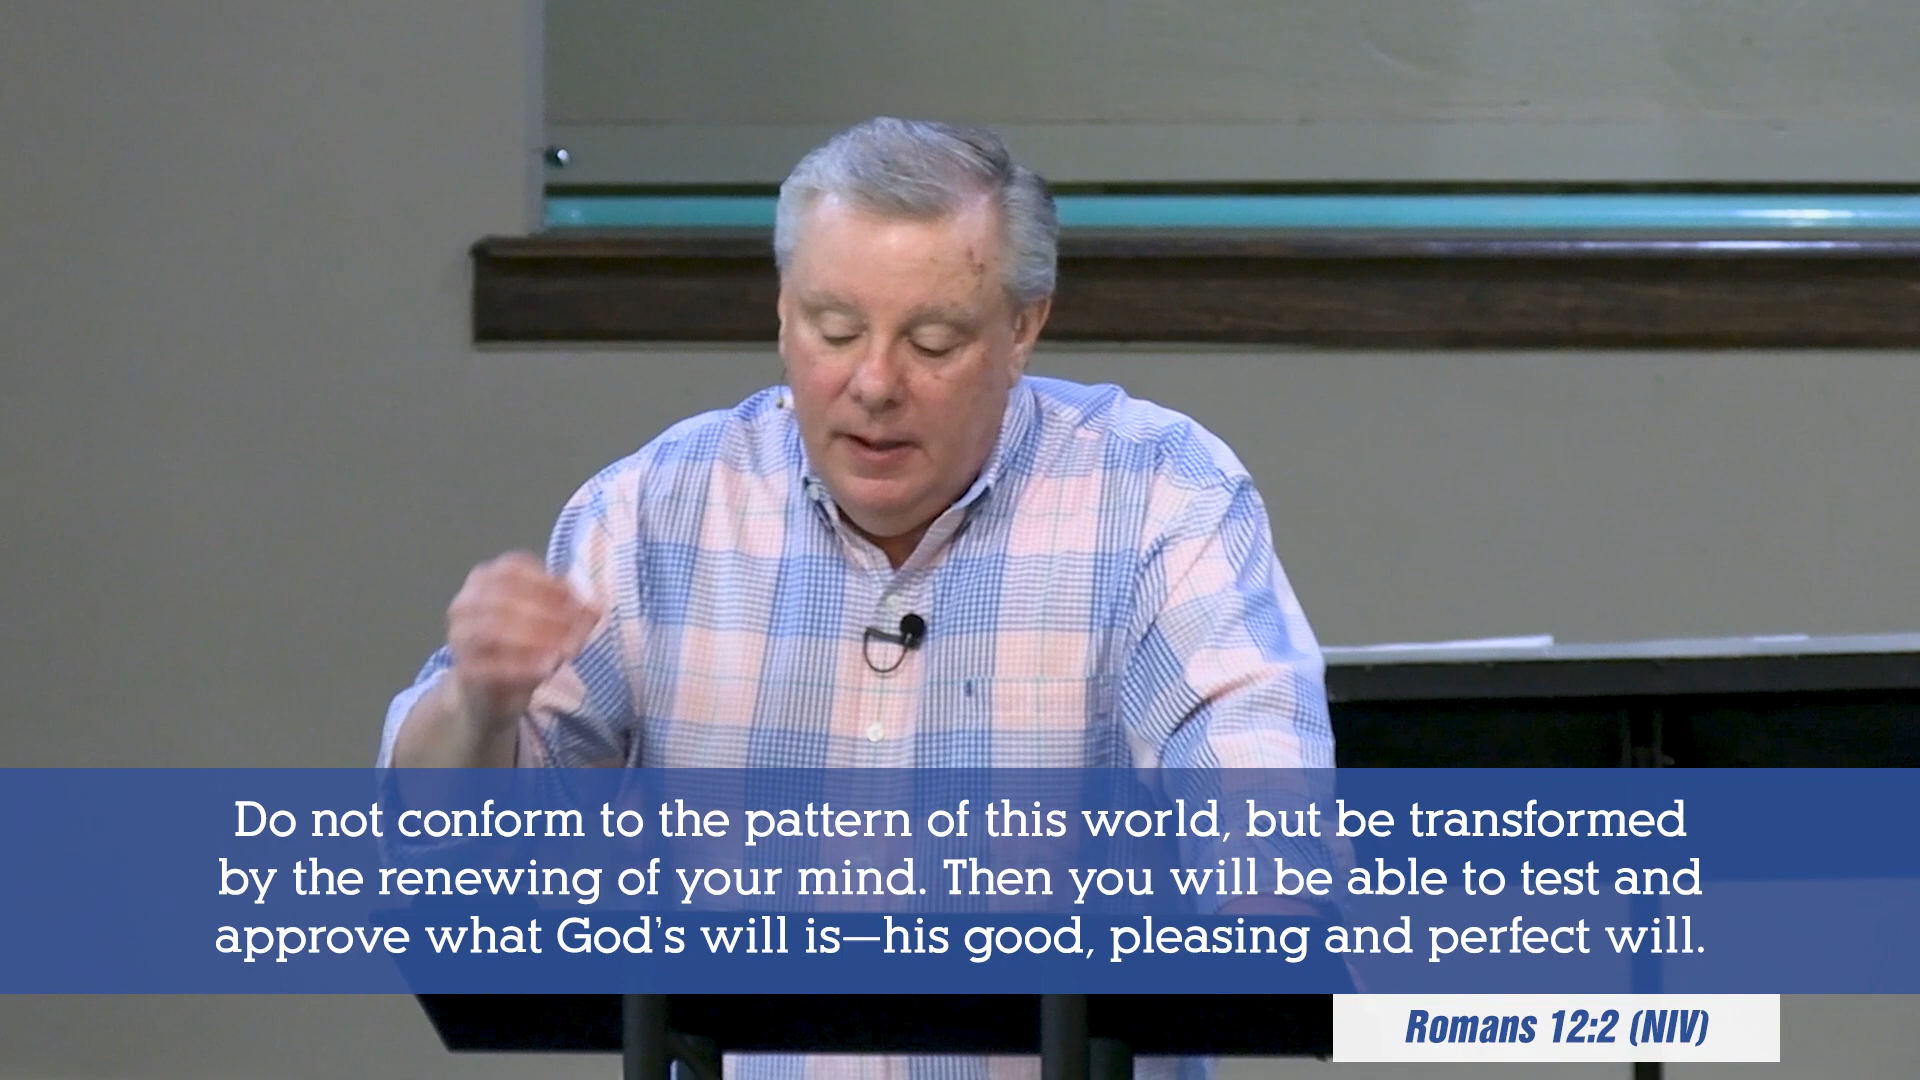 Do not conform to the pattern of this world, but be transformed
by the renewing of your mind. Then you will be able to test and
approve what God's will is—his good, pleasing and perfect will.
Romans 12:2 (NIV)